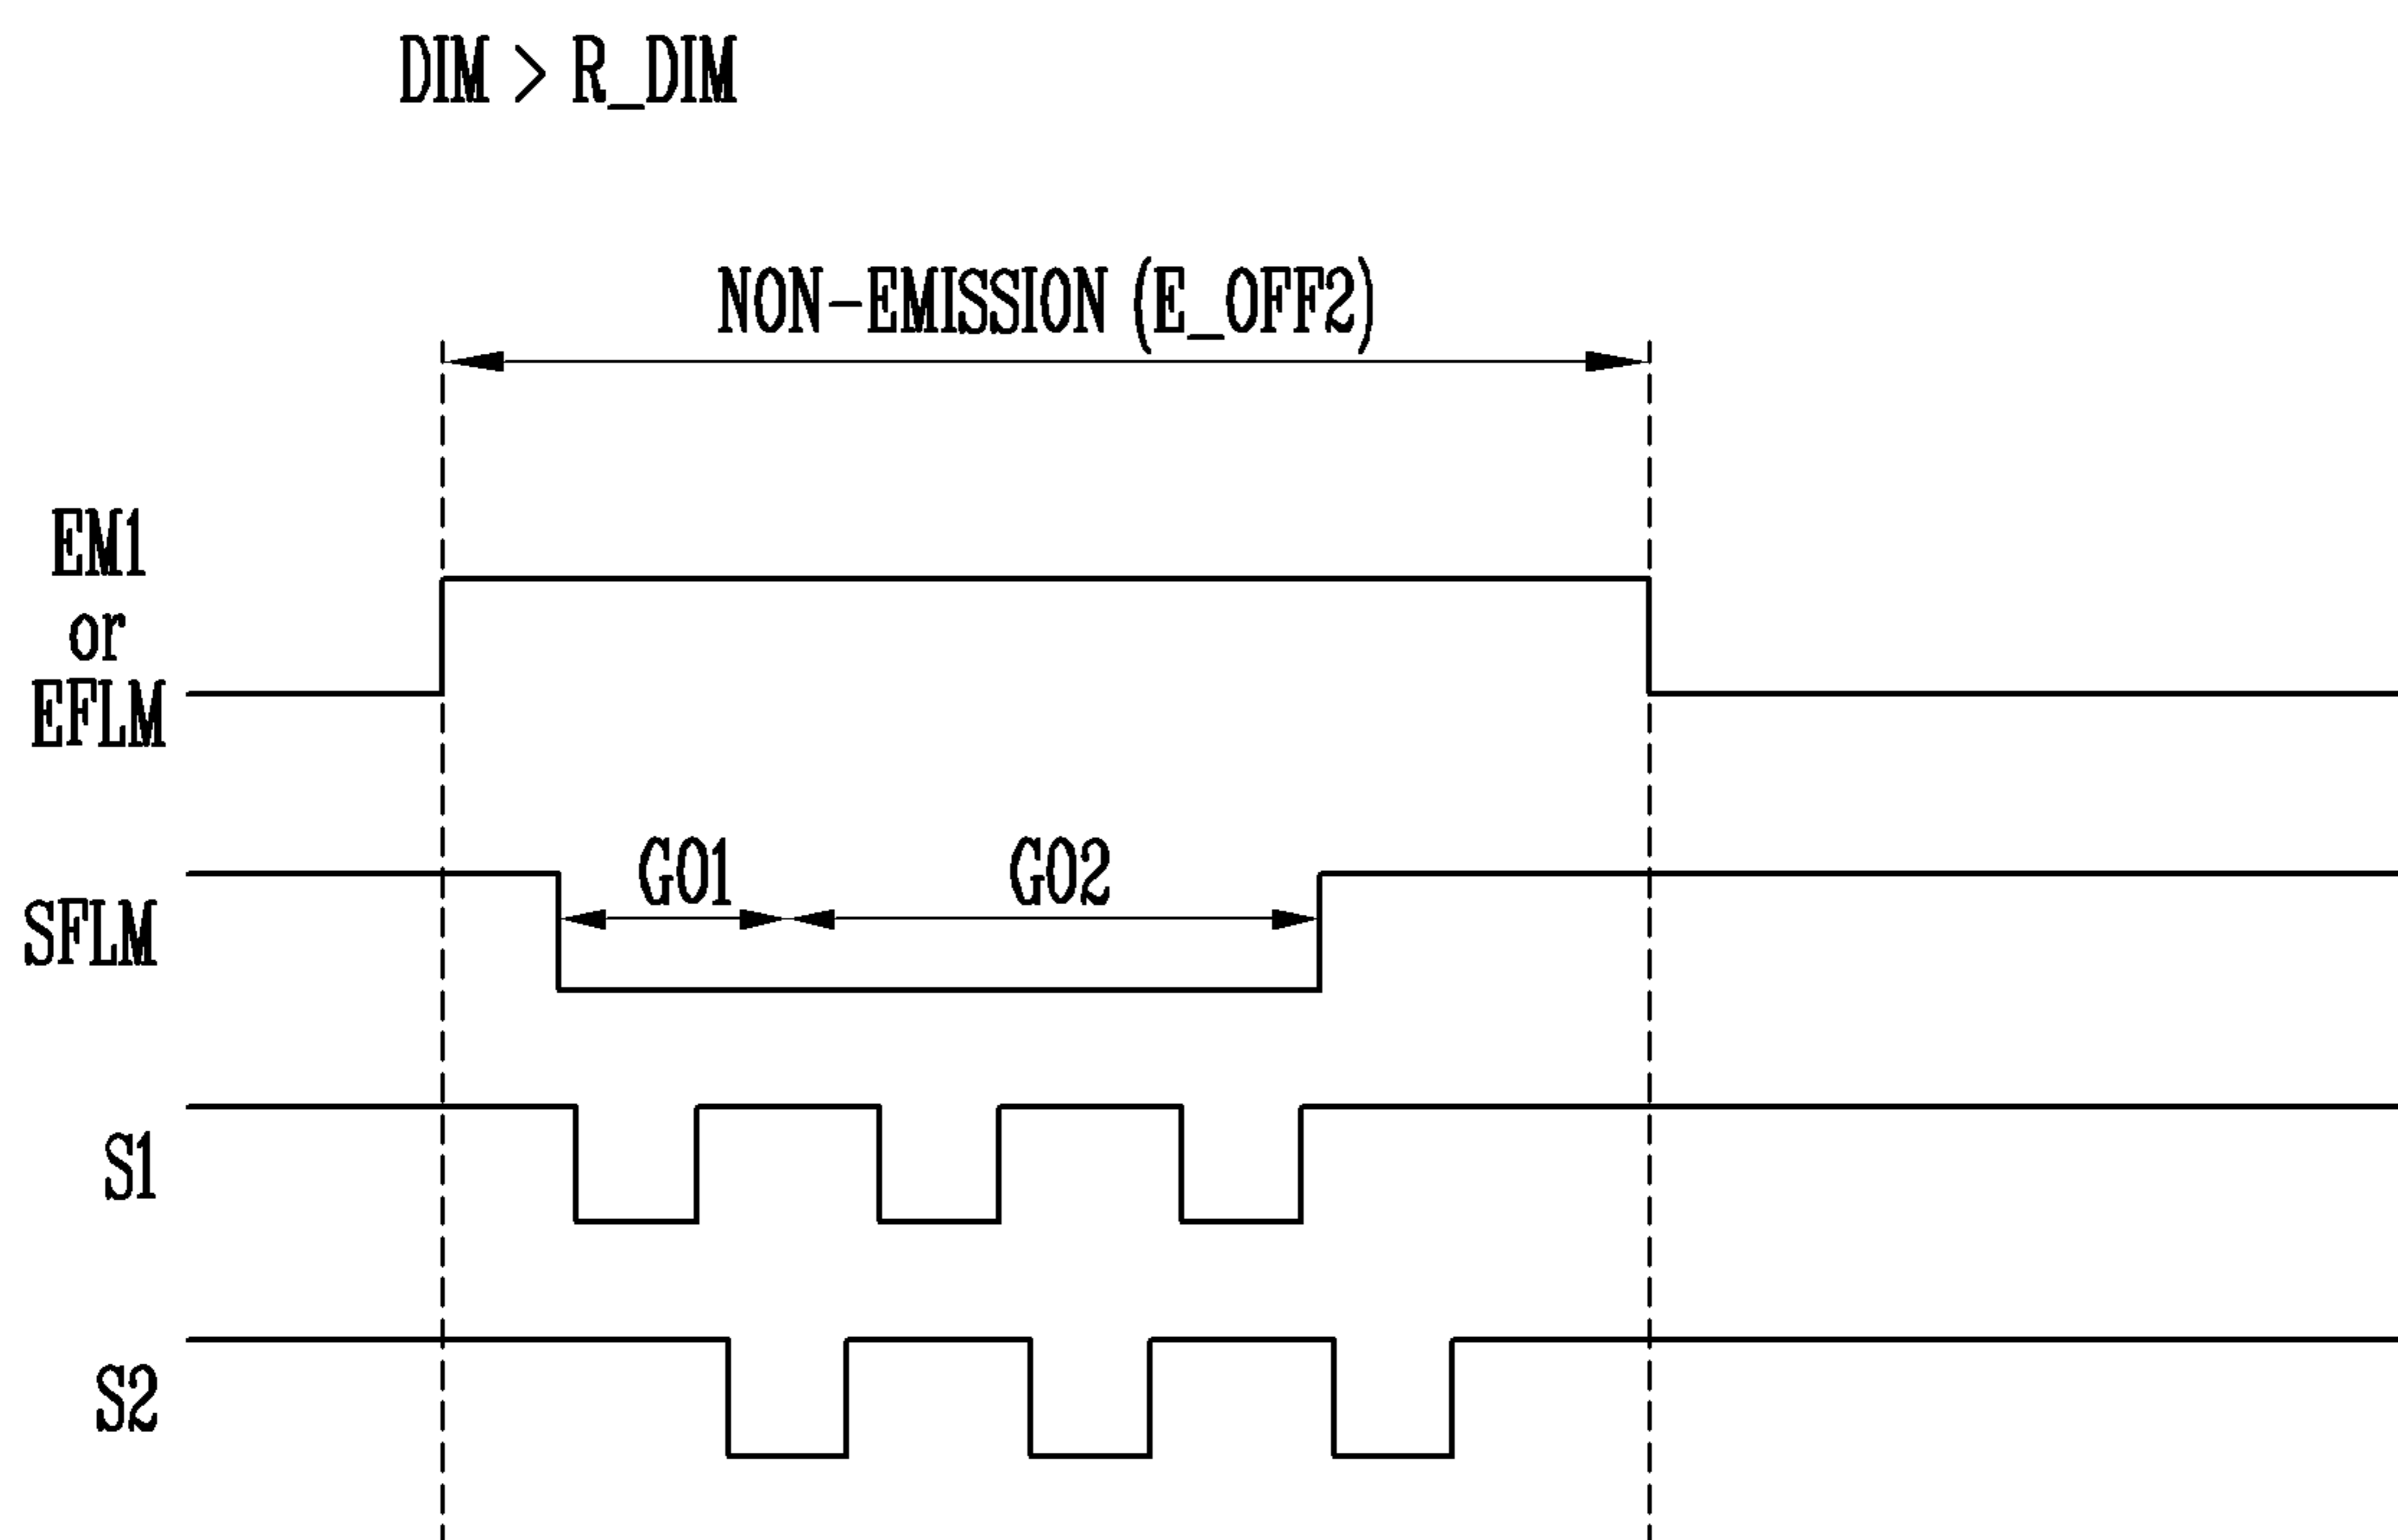 DIM > R_DIM
NON-EMISSION (E_OFF2)
EM1
or
EFLM
GO1
GO2
SFLM
S1
S2